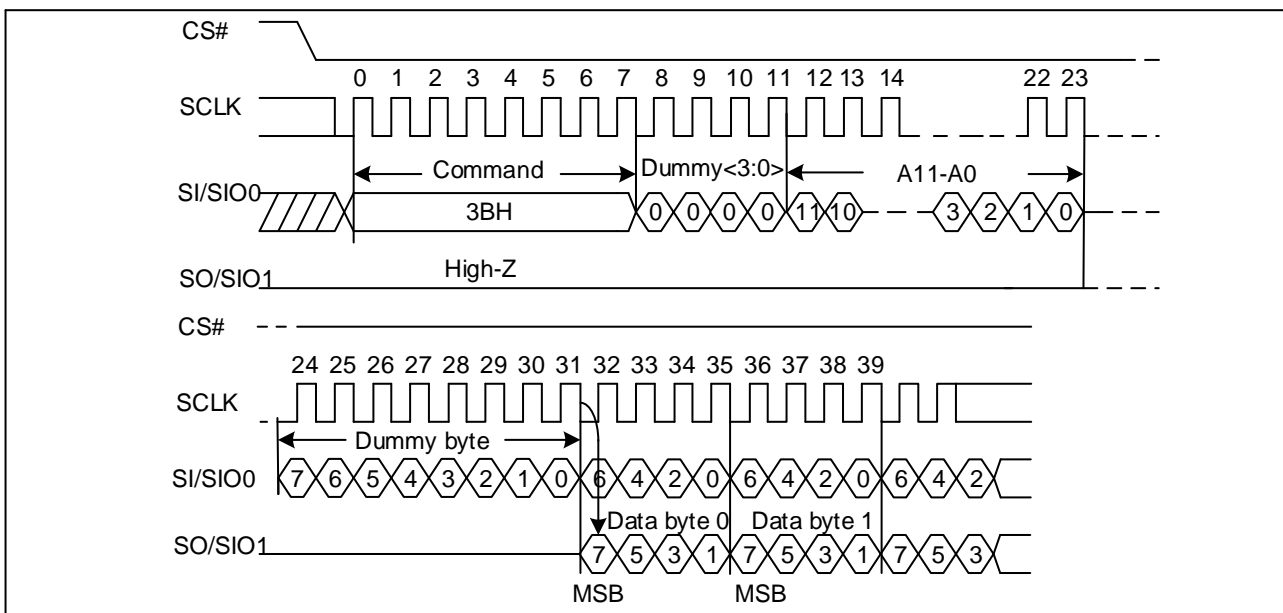 CS#
0 1 2 3 4 5 6 7 8 9 10 11 12 13 14 22 23
SCLK
Command Dummy<3:0> A11-A0
SI/SIO0 3BH 0 0 0 0 11 10 3 2 1 0
High-Z
SO/SIO1
CS#
24 25 26 27 28 29 30 31 32 33 34 35 36 37 38 39
SCLK
Dummy byte
SI/SIO0 7 6 5 4 3 2 1 0 6 4 2 0 6 4 2 0 6 4 2
Data byte 0 Data byte 1
SO/SIO1 7 5 3 1 7 5 3 1 7 5 3
MSB MSB